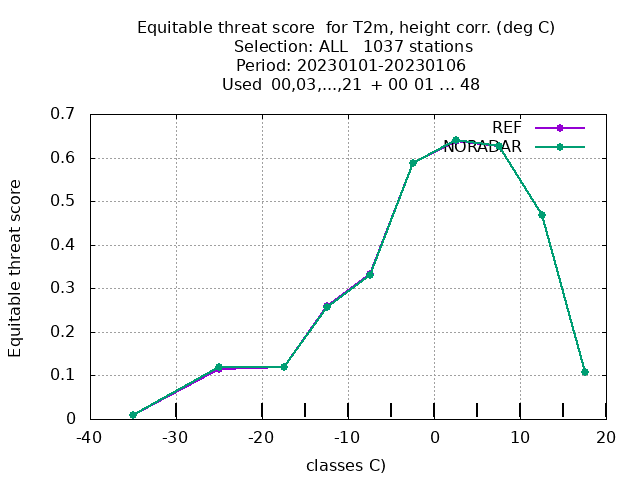 Equitable threat score  for T2m, height corr. (deg C)
Selection: ALL   1037 stations
Period: 20230101-20230106
Used  00,03,...,21  + 00 01 ... 48
0.7
0.6
0.5
0.4
0.3
0.2
0.1
0
Equitable threat score
REF
NORADAR
-40 -30 -20 -10 0 10 20
classes C)